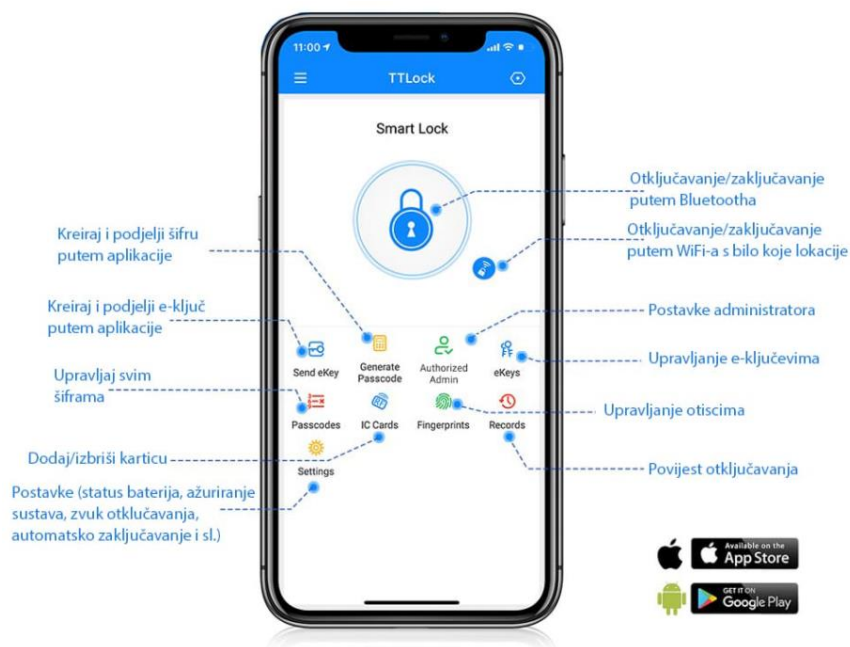 11:00
TTLock
Smart Lock
Otključavanje/zaključavanje
putem Bluetootha
Otključavanje/zaključavanje
putem WiFi-a s bilo koje lokacije
Kreiraj i podjelji šifru
putem aplikacije
Kreiraj i podjelji e-ključ
putem aplikacije
Postavke administratora
Send eKey
Generate
Passcode
Authorized
Admin
eKeys
Upravljanje e-ključevima
Upravljaj svim
šiframa
Passcodes
IC Cards
Fingerprints
Records
Upravljanje otiscima
Dodaj/izbriši karticu
Settings
Povijest otključavanja
Postavke (status baterija, ažuriranje
sustava, zvuk otklučavanja,
automatsko zaključavanje i sl.)
Available on the
App Store
GET IT ON
Google Play